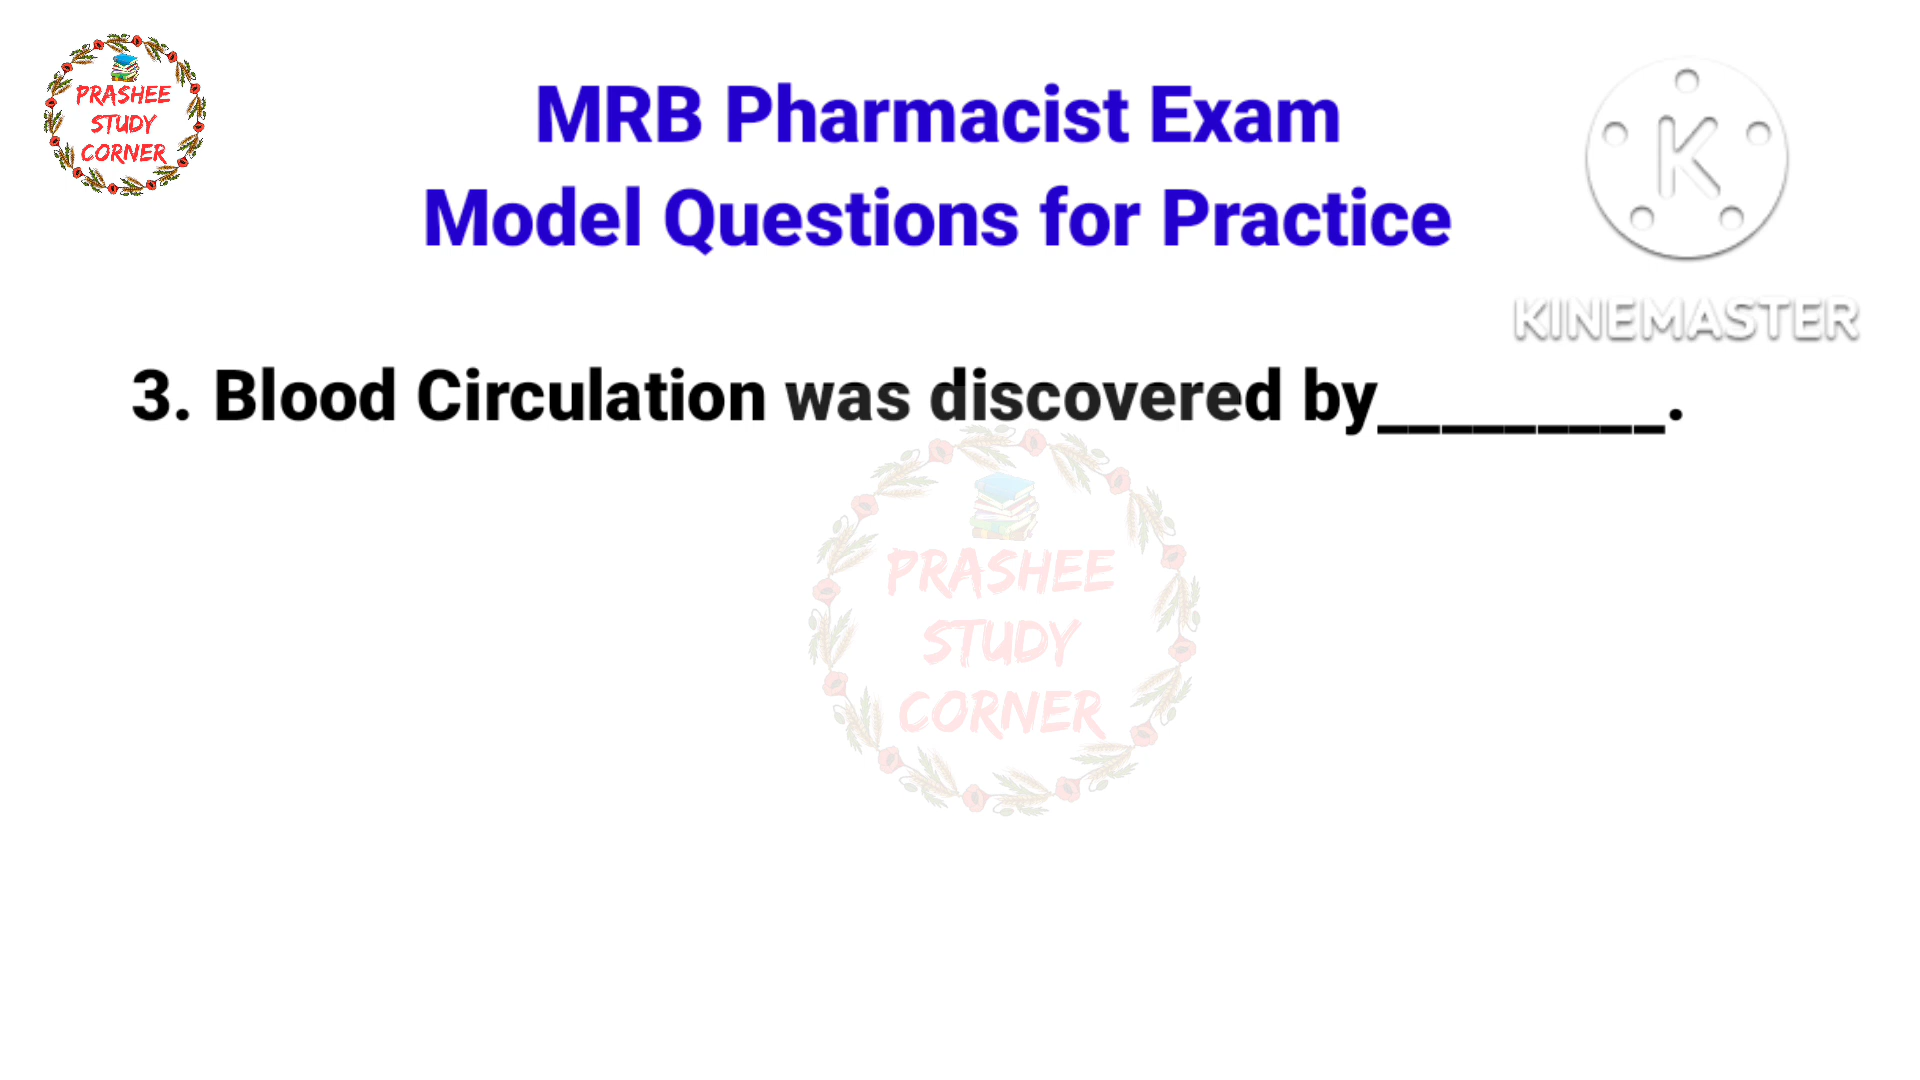 PRASHEE
STUDY
CORNER
MRB Pharmacist Exam
Model Questions for Practice
K
KINEMASTER
3. Blood Circulation was discovered by_________.
PRASHEE
STUDY
CORNER